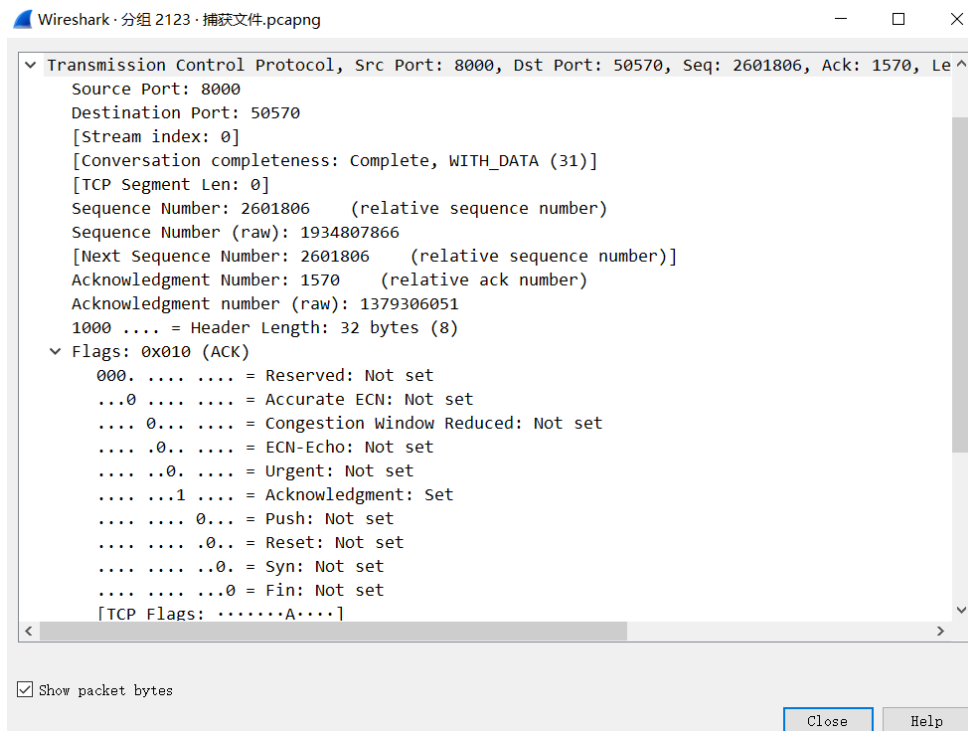 Wireshark · 分组 2123 · 捕获文件.pcapng
Transmission Control Protocol, Src Port: 8000, Dst Port: 50570, Seq: 2601806, Ack: 1570, Le
Source Port: 8000
Destination Port: 50570
[Stream index: 0]
[Conversation completeness: Complete, WITH_DATA (31)]
[TCP Segment Len: 0]
Sequence Number: 2601806    (relative sequence number)
Sequence Number (raw): 1934807866
[Next Sequence Number: 2601806    (relative sequence number)]
Acknowledgment Number: 1570    (relative ack number)
Acknowledgment number (raw): 1379306051
1000 .... = Header Length: 32 bytes (8)
Flags: 0x010 (ACK)
000. .... .... = Reserved: Not set
...0 .... .... = Accurate ECN: Not set
.... 0... .... = Congestion Window Reduced: Not set
.... .0.. .... = ECN-Echo: Not set
.... ..0. .... = Urgent: Not set
.... ...1 .... = Acknowledgment: Set
.... .... 0... = Push: Not set
.... .... .0.. = Reset: Not set
.... .... ..0. = Syn: Not set
.... .... ...0 = Fin: Not set
[TCP Flags: ·······A····]
Show packet bytes
Close Help